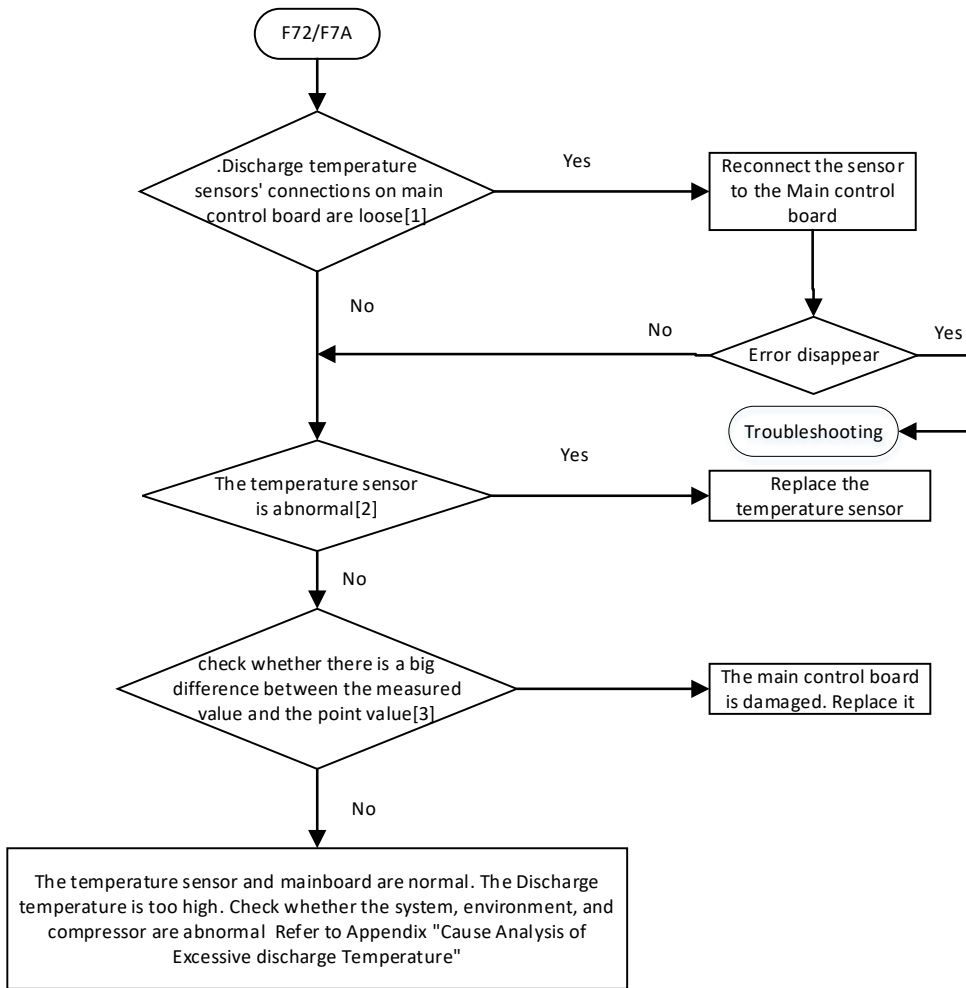 F72/F7A
.Discharge temperature
sensors' connections on main
control board are loose[1]
Yes
Reconnect the sensor
to the Main control
board
No
No
Error disappear
Yes
Troubleshooting
The temperature sensor
is abnormal[2]
Yes
Replace the
temperature sensor
No
check whether there is a big
difference between the measured
value and the point value[3]
The main control board
is damaged. Replace it
No
The temperature sensor and mainboard are normal. The Discharge
temperature is too high. Check whether the system, environment, and
compressor are abnormal Refer to Appendix "Cause Analysis of
Excessive discharge Temperature"